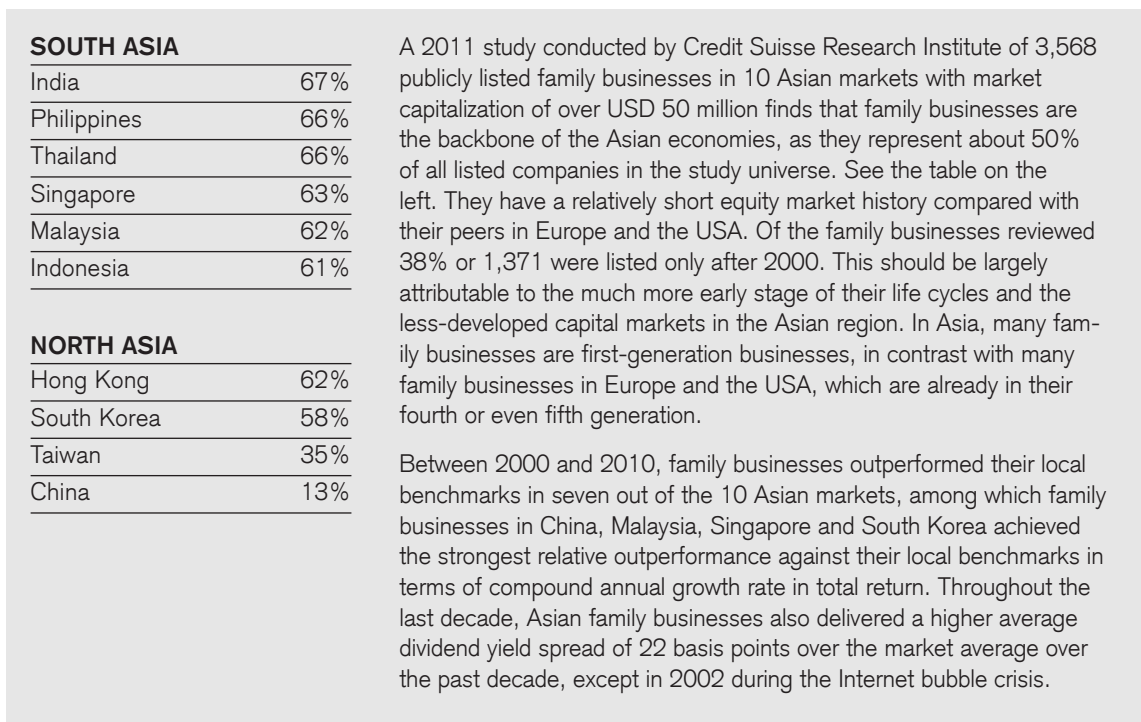 SOUTH ASIA
India 67%
Philippines 66%
Thailand 66%
Singapore 63%
Malaysia 62%
Indonesia 61%
NORTH ASIA
Hong Kong 62%
South Korea 58%
Taiwan 35%
China 13%
A 2011 study conducted by Credit Suisse Research Institute of 3,568
publicly listed family businesses in 10 Asian markets with market
capitalization of over USD 50 million finds that family businesses are
the backbone of the Asian economies, as they represent about 50%
of all listed companies in the study universe. See the table on the
left. They have a relatively short equity market history compared with
their peers in Europe and the USA. Of the family businesses reviewed
38% or 1,371 were listed only after 2000. This should be largely
attributable to the much more early stage of their life cycles and the
less-developed capital markets in the Asian region. In Asia, many fam-
ily businesses are first-generation businesses, in contrast with many
family businesses in Europe and the USA, which are already in their
fourth or even fifth generation.
Between 2000 and 2010, family businesses outperformed their local
benchmarks in seven out of the 10 Asian markets, among which family
businesses in China, Malaysia, Singapore and South Korea achieved
the strongest relative outperformance against their local benchmarks in
terms of compound annual growth rate in total return. Throughout the
last decade, Asian family businesses also delivered a higher average
dividend yield spread of 22 basis points over the market average over
the past decade, except in 2002 during the Internet bubble crisis.